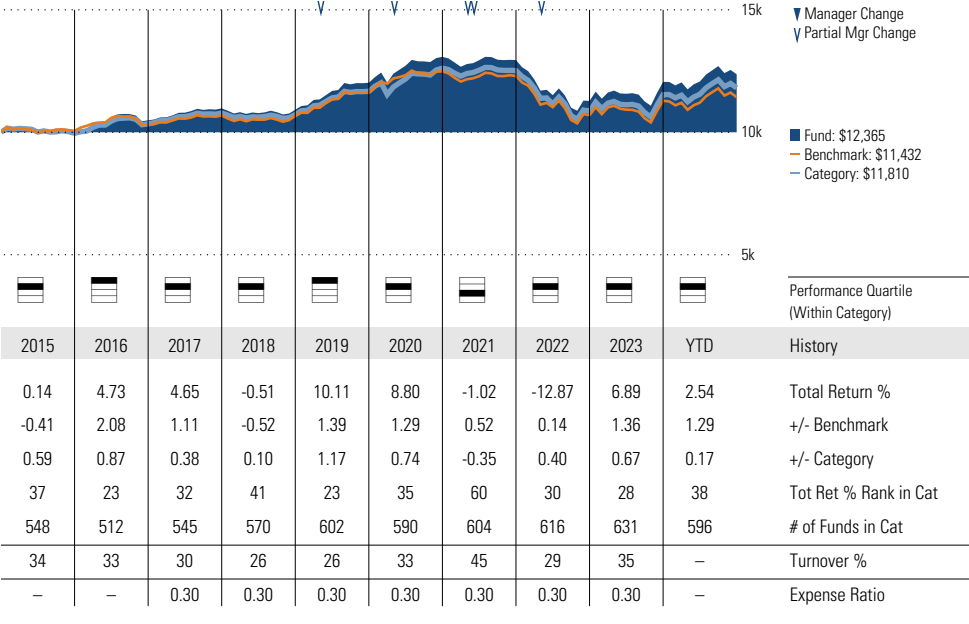 15k
▼ Manager Change
Partial Mgr Change
10k
Fund: $12,365
Benchmark: $11,432
Category: $11,810
5k
Performance Quartile
(Within Category)
2015 2016 2017 2018 2019 2020 2021 2022 2023 YTD History
0.14 4.73 4.65 -0.51 10.11 8.80 -1.02 -12.87 6.89 2.54 Total Return %
-0.41 2.08 1.11 -0.52 1.39 1.29 0.52 0.14 1.36 1.29 +/- Benchmark
0.59 0.87 0.38 0.10 1.17 0.74 -0.35 0.40 0.67 0.17 +/- Category
37 23 32 41 23 35 60 30 28 38 Tot Ret % Rank in Cat
548 512 545 570 602 590 604 616 631 596 # of Funds in Cat
34 33 30 26 26 33 45 29 35 – Turnover %
– – 0.30 0.30 0.30 0.30 0.30 0.30 0.30 – Expense Ratio